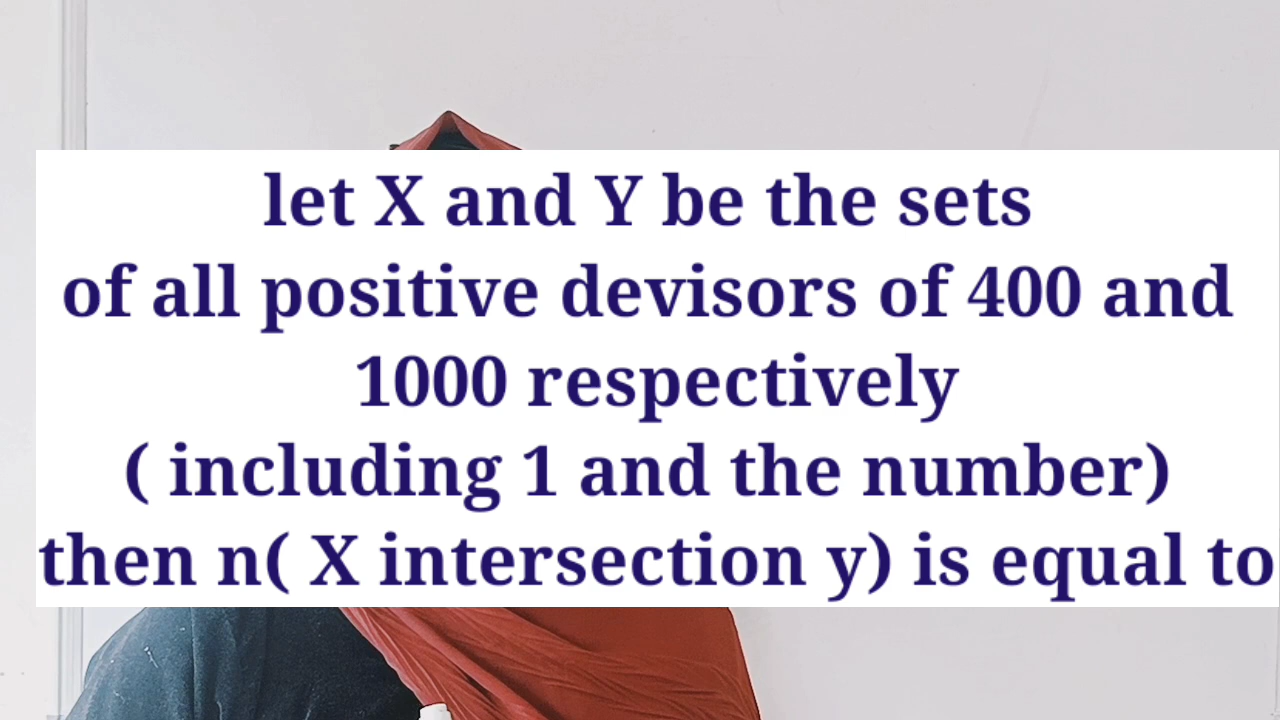 let X and Y be the sets
of all positive devisors of 400 and
1000 respectively
( including 1 and the number)
then n( X intersection y) is equal to